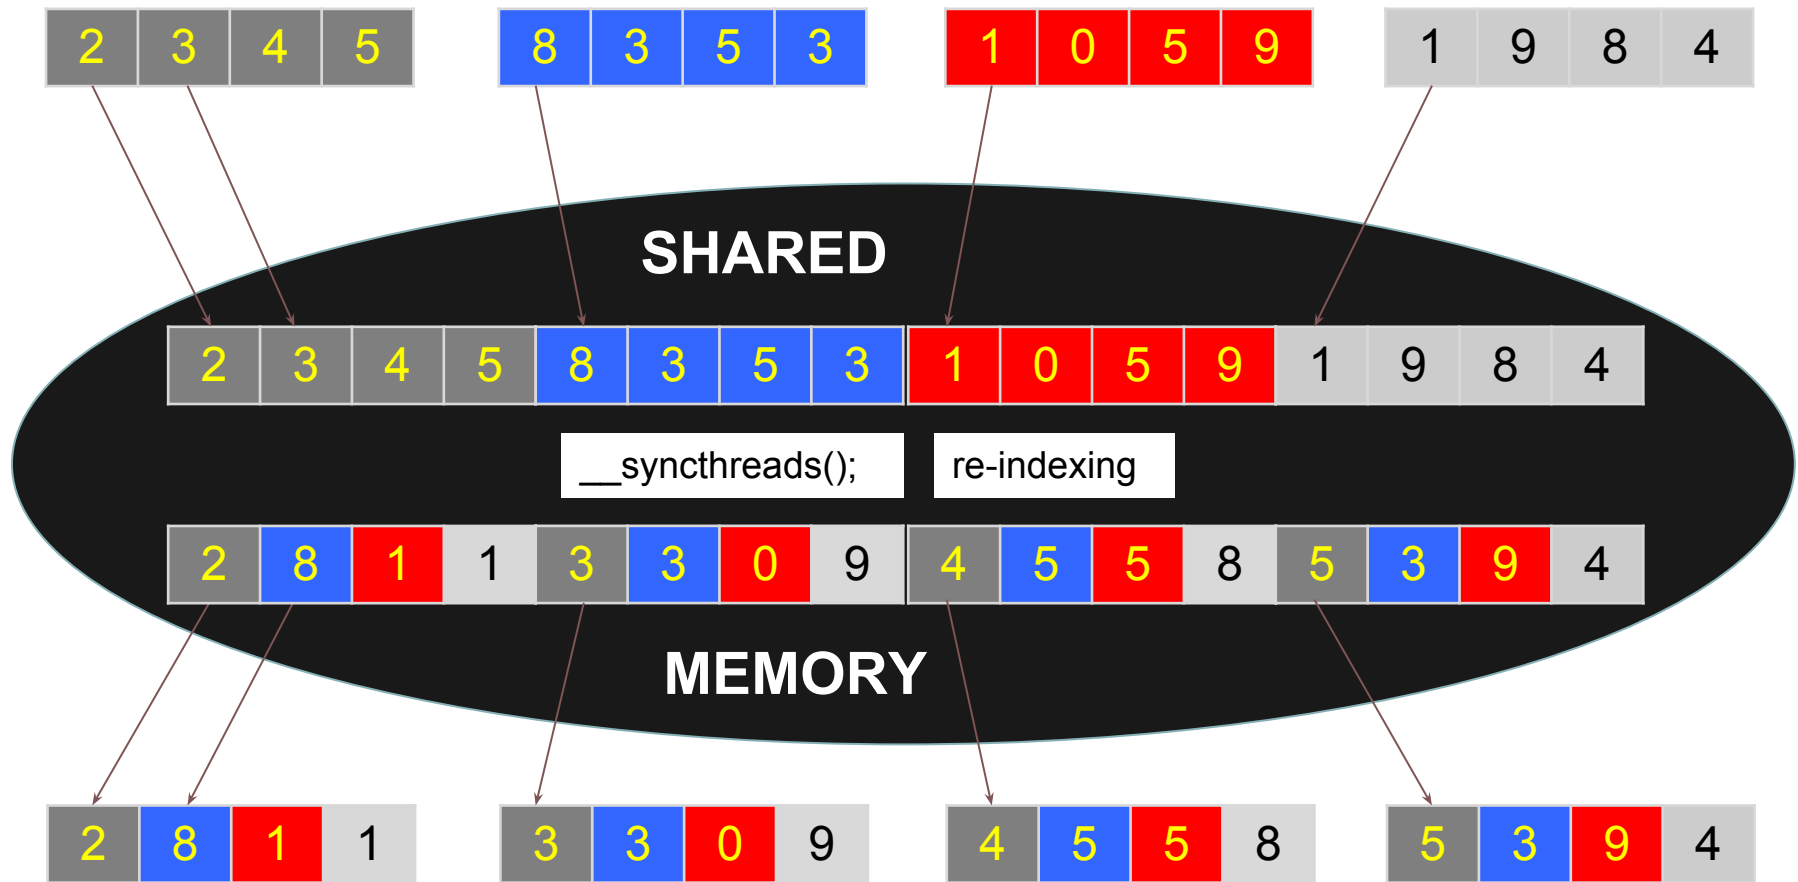 2 3 4 5 8 3 5 3 1 0 5 9 1 9 8 4
SHARED
2 3 4 5 8 3 5 3 1 0 5 9 1 9 8 4
__syncthreads(); re-indexing
2 8 1 1 3 3 0 9 4 5 5 8 5 3 9 4
MEMORY
2 8 1 1 3 3 0 9 4 5 5 8 5 3 9 4